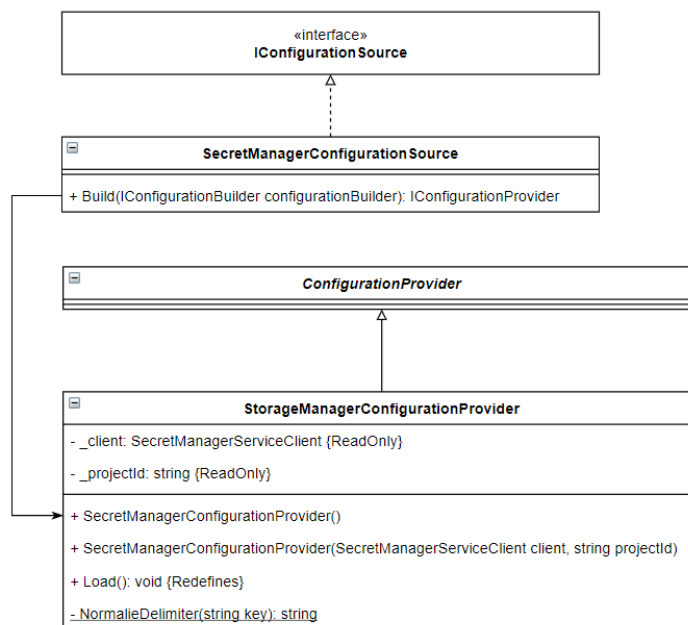 «interface»
IConfigurationSource
SecretManagerConfigurationSource
+ Build(IConfigurationBuilder configurationBuilder): IConfigurationProvider
ConfigurationProvider
StorageManagerConfigurationProvider
- _client: SecretManagerServiceClient {ReadOnly}
- _projectId: string {ReadOnly}
+ SecretManagerConfigurationProvider()
+ SecretManagerConfigurationProvider(SecretManagerServiceClient client, string projectId)
+ Load(): void {Redefines}
- NormalieDelimiter(string key): string